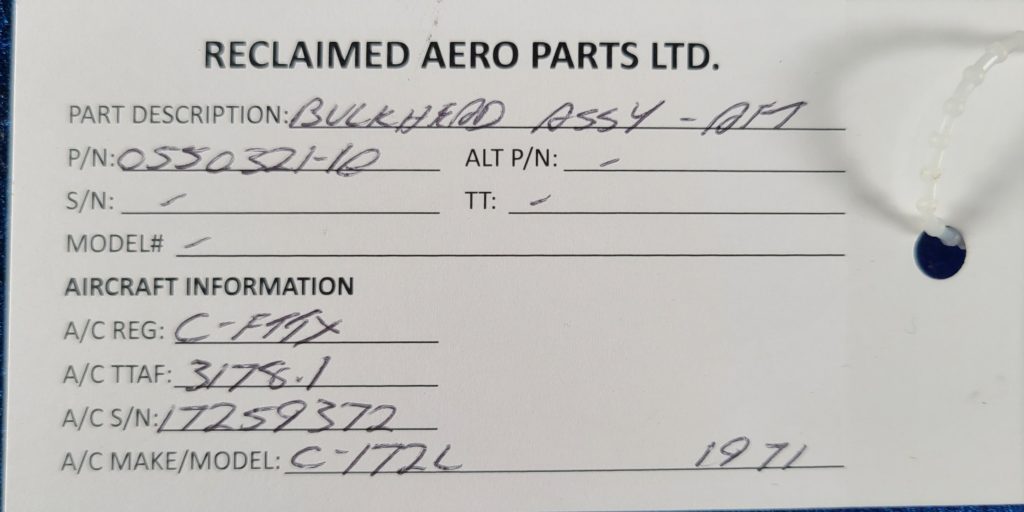 RECLAIMED AERO PARTS LTD.
PART DESCRIPTION: BULKHEAD ASSY - AFT
P/N: 0550321-10 ALT P/N: -
S/N: - TT: -
MODEL# -
AIRCRAFT INFORMATION
A/C REG: C-FTTX
A/C TTAF: 3178.1
A/C S/N: 17259372
A/C MAKE/MODEL: C-172L 1971